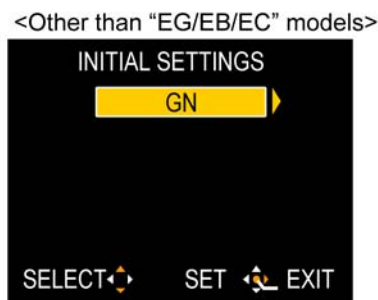 <Other than “EG/EB/EC” models>
INITIAL SETTINGS
GN
SELECT SET EXIT